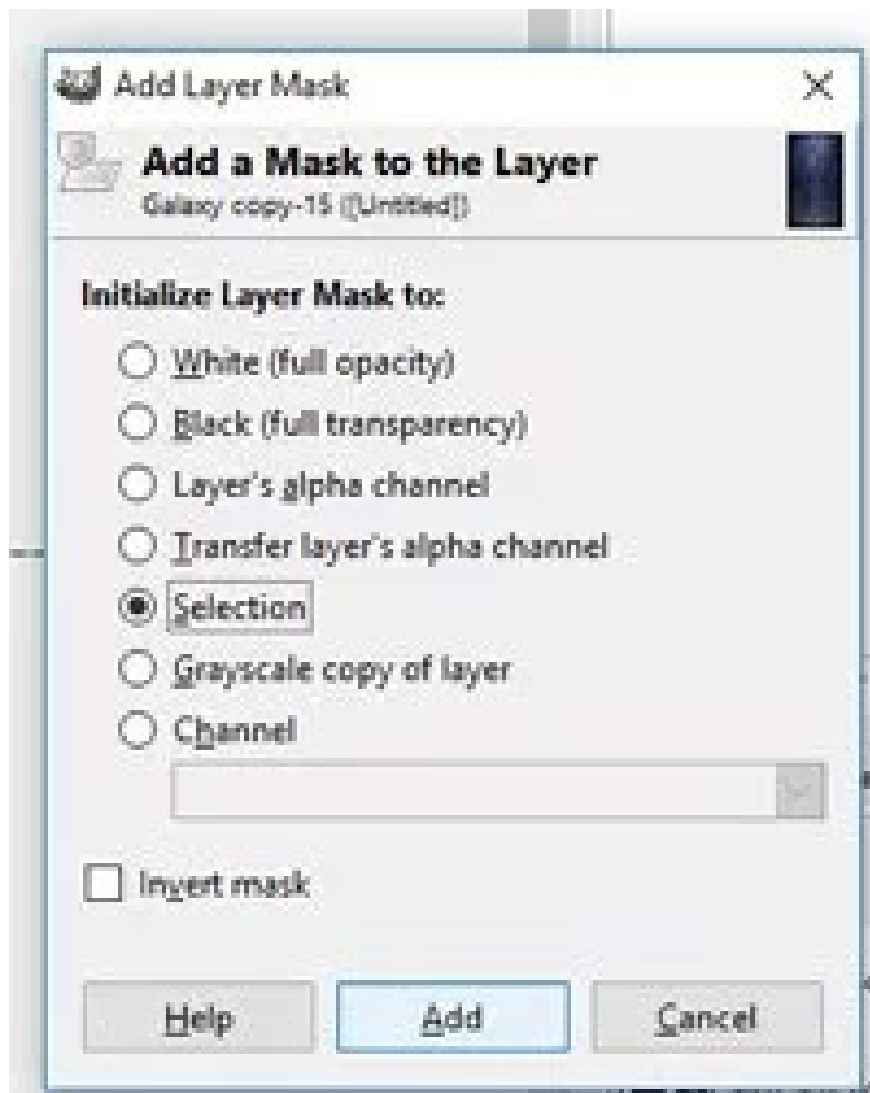 Add Layer Mask
Add a Mask to the Layer
Galaxy copy-15 ([Untitled])
Initialize Layer Mask to:
White (full opacity)
Black (full transparency)
Layer's alpha channel
Transfer layer's alpha channel
Selection
Grayscale copy of layer
Channel
Invert mask
Help Add Cancel